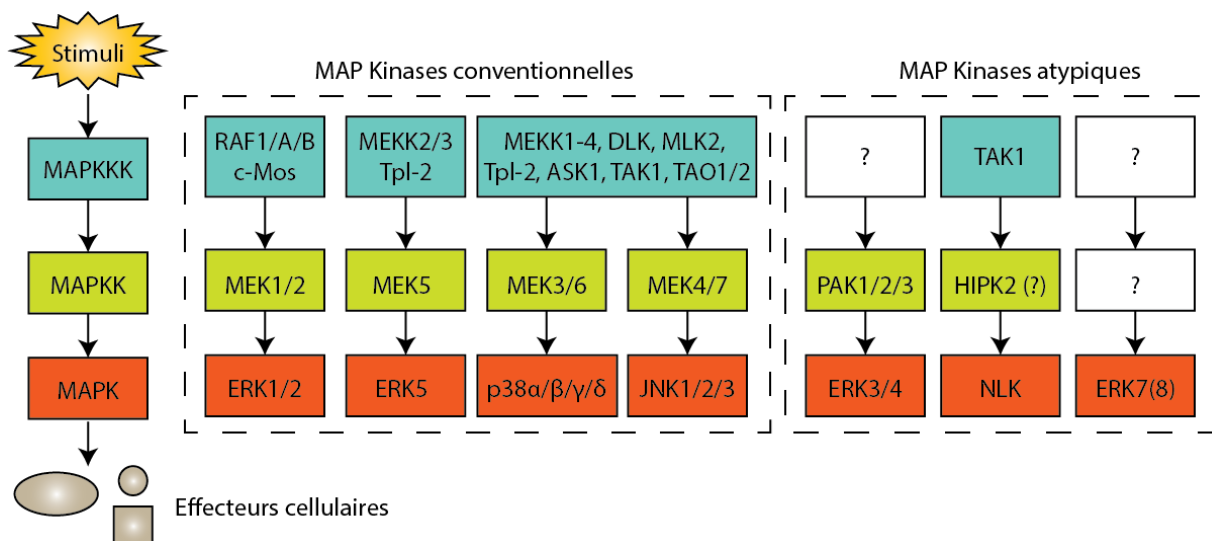 Stimuli
MAP Kinases conventionnelles
MAP Kinases atypiques
MAPKKK
RAF1/A/B
c-Mos
MEKK2/3
Tpl-2
MEKK1-4, DLK, MLK2,
Tpl-2, ASK1, TAK1, TAO1/2
?
TAK1
?
MAPKK
MEK1/2
MEK5
MEK3/6
MEK4/7
PAK1/2/3
HIPK2 (?)
?
MAPK
ERK1/2
ERK5
p38α/β/γ/δ
JNK1/2/3
ERK3/4
NLK
ERK7(8)
Effecteurs cellulaires